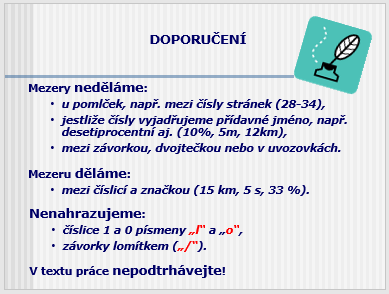 DOPORUČENÍ
Mezery neděláme:
• u pomlček, např. mezi čísly stránek (28-34),
• jestliže čísly vyjadřujeme přídavné jméno, např.
desetiprocentní aj. (10%, 5m, 12km),
• mezi závorkou, dvojtečkou nebo v uvozovkách.
Mezeru děláme:
• mezi číslicí a značkou (15 km, 5 s, 33 %).
Nenahrazujeme:
• číslice 1 a 0 písmeny „l“ a „o“,
• závorky lomítkem („/“).
V textu práce nepodtrhávejte!